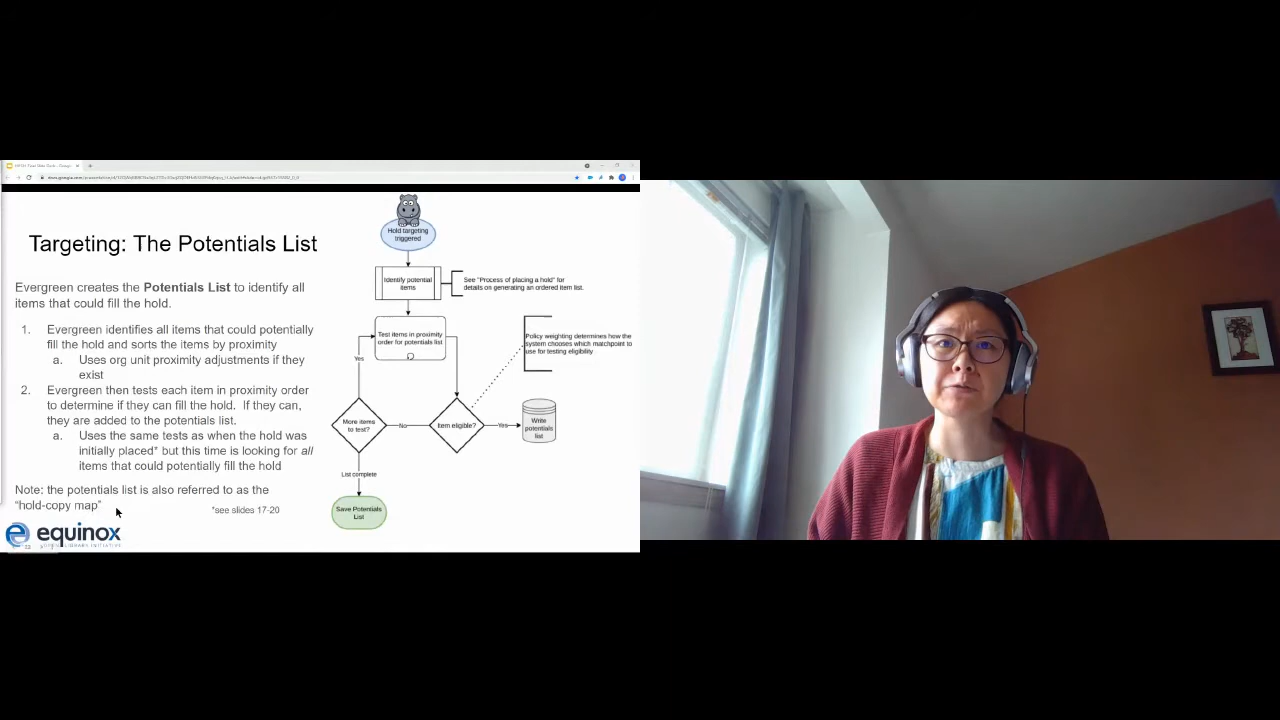 Targeting: The Potentials List
Evergreen creates the Potentials List to identify all
items that could fill the hold.
1. Evergreen identifies all items that could potentially
fill the hold and sorts the items by proximity
a. Uses org unit proximity adjustments if they
exist
2. Evergreen then tests each item in proximity order
to determine if they can fill the hold. If they can,
they are added to the potentials list.
a. Uses the same tests as when the hold was
initially placed* but this time is looking for all
items that could potentially fill the hold
Note: the potentials list is also referred to as the
"hold-copy map"
*see slides 17-20
equinox
Hold targeting
triggered
Identify potential
items
See "Process of placing a hold" for
details on generating an ordered item list.
Test items in proximity
order for potentials list
Policy weighting determines how the
system chooses which matchpoint to
use for testing eligibility
Yes
More items
to test?
No
Item eligible?
Yes
Write
potentials
list
List complete
Save Potentials
List